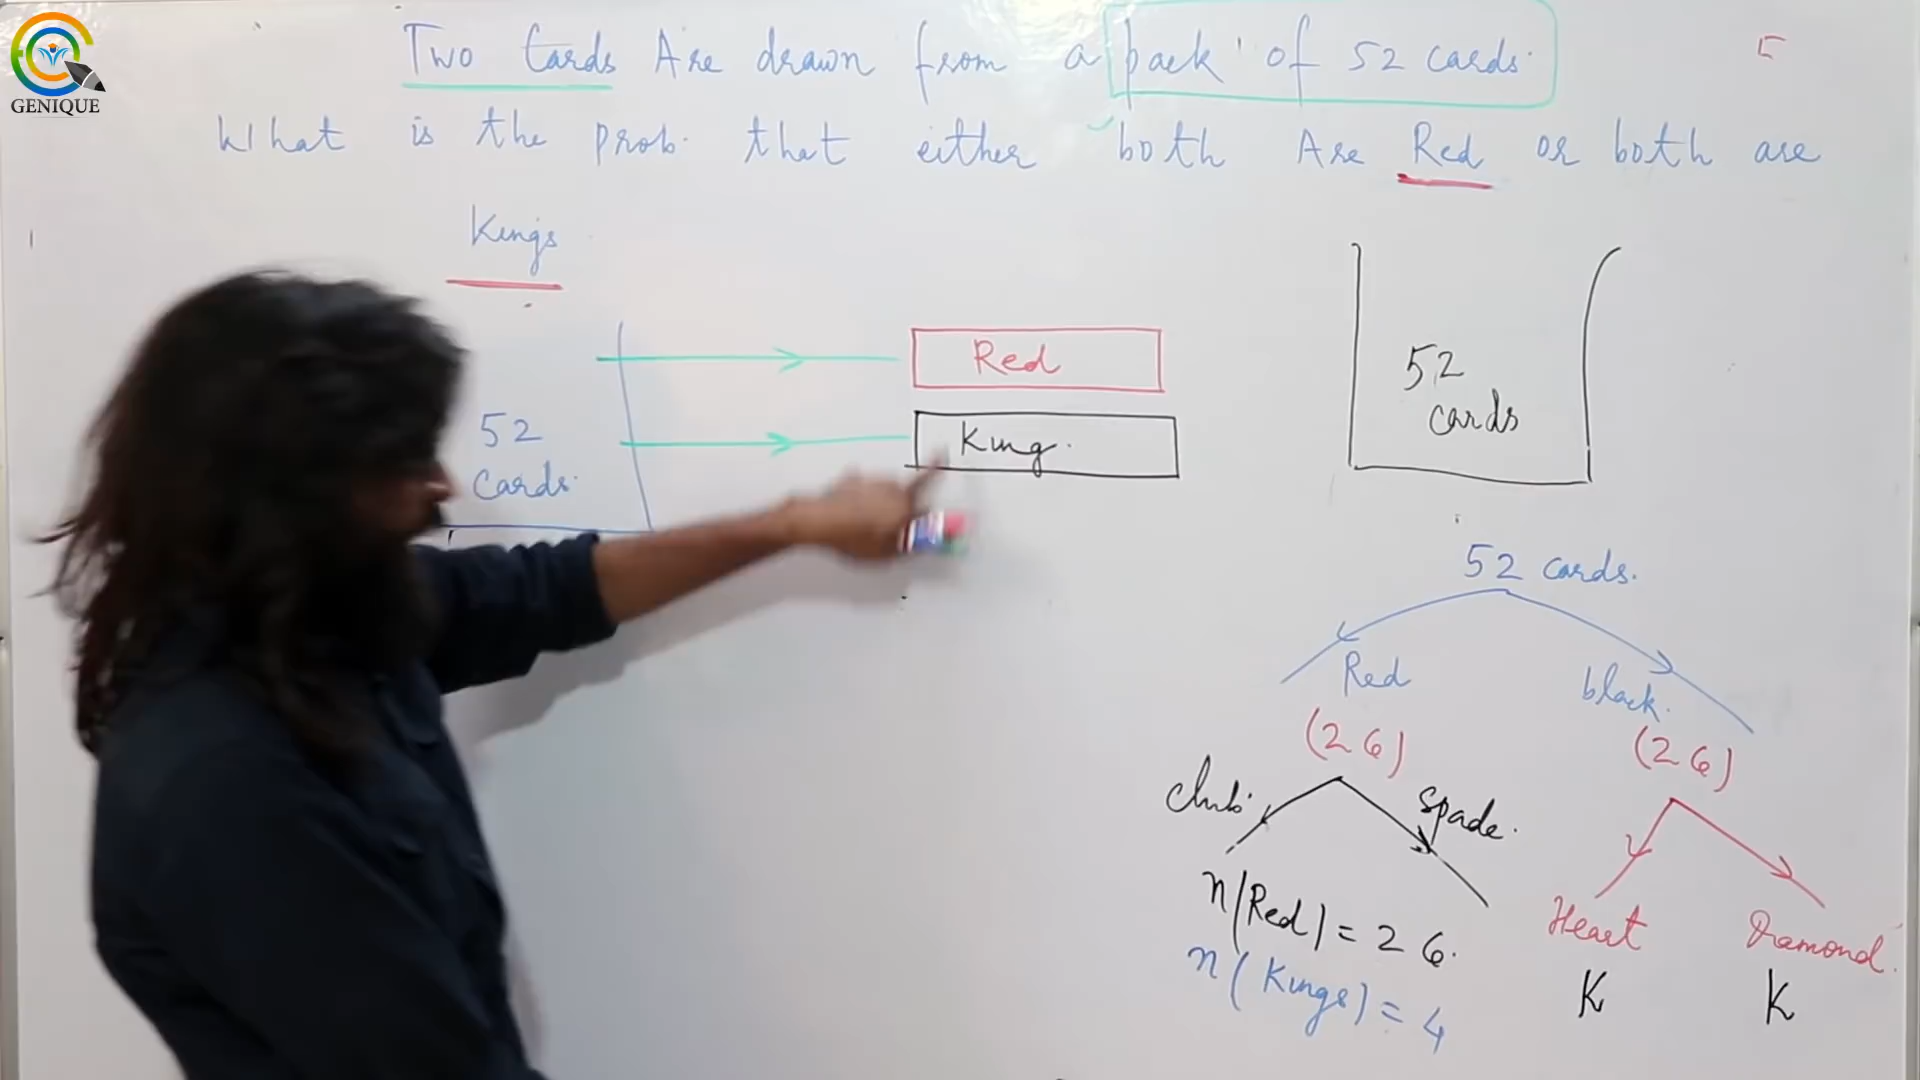 GENIQUE
Two Cards Are drawn from a pack of 52 cards.
What is the prob. that either both Are Red or both are
Kings
52
Cards.
Red
King.
52
cards
52 cards.
Red
black.
(26)
(26)
club.
spade.
Heart
Diamond.
K
K
n(Red) = 26.
n(Kings) = 4